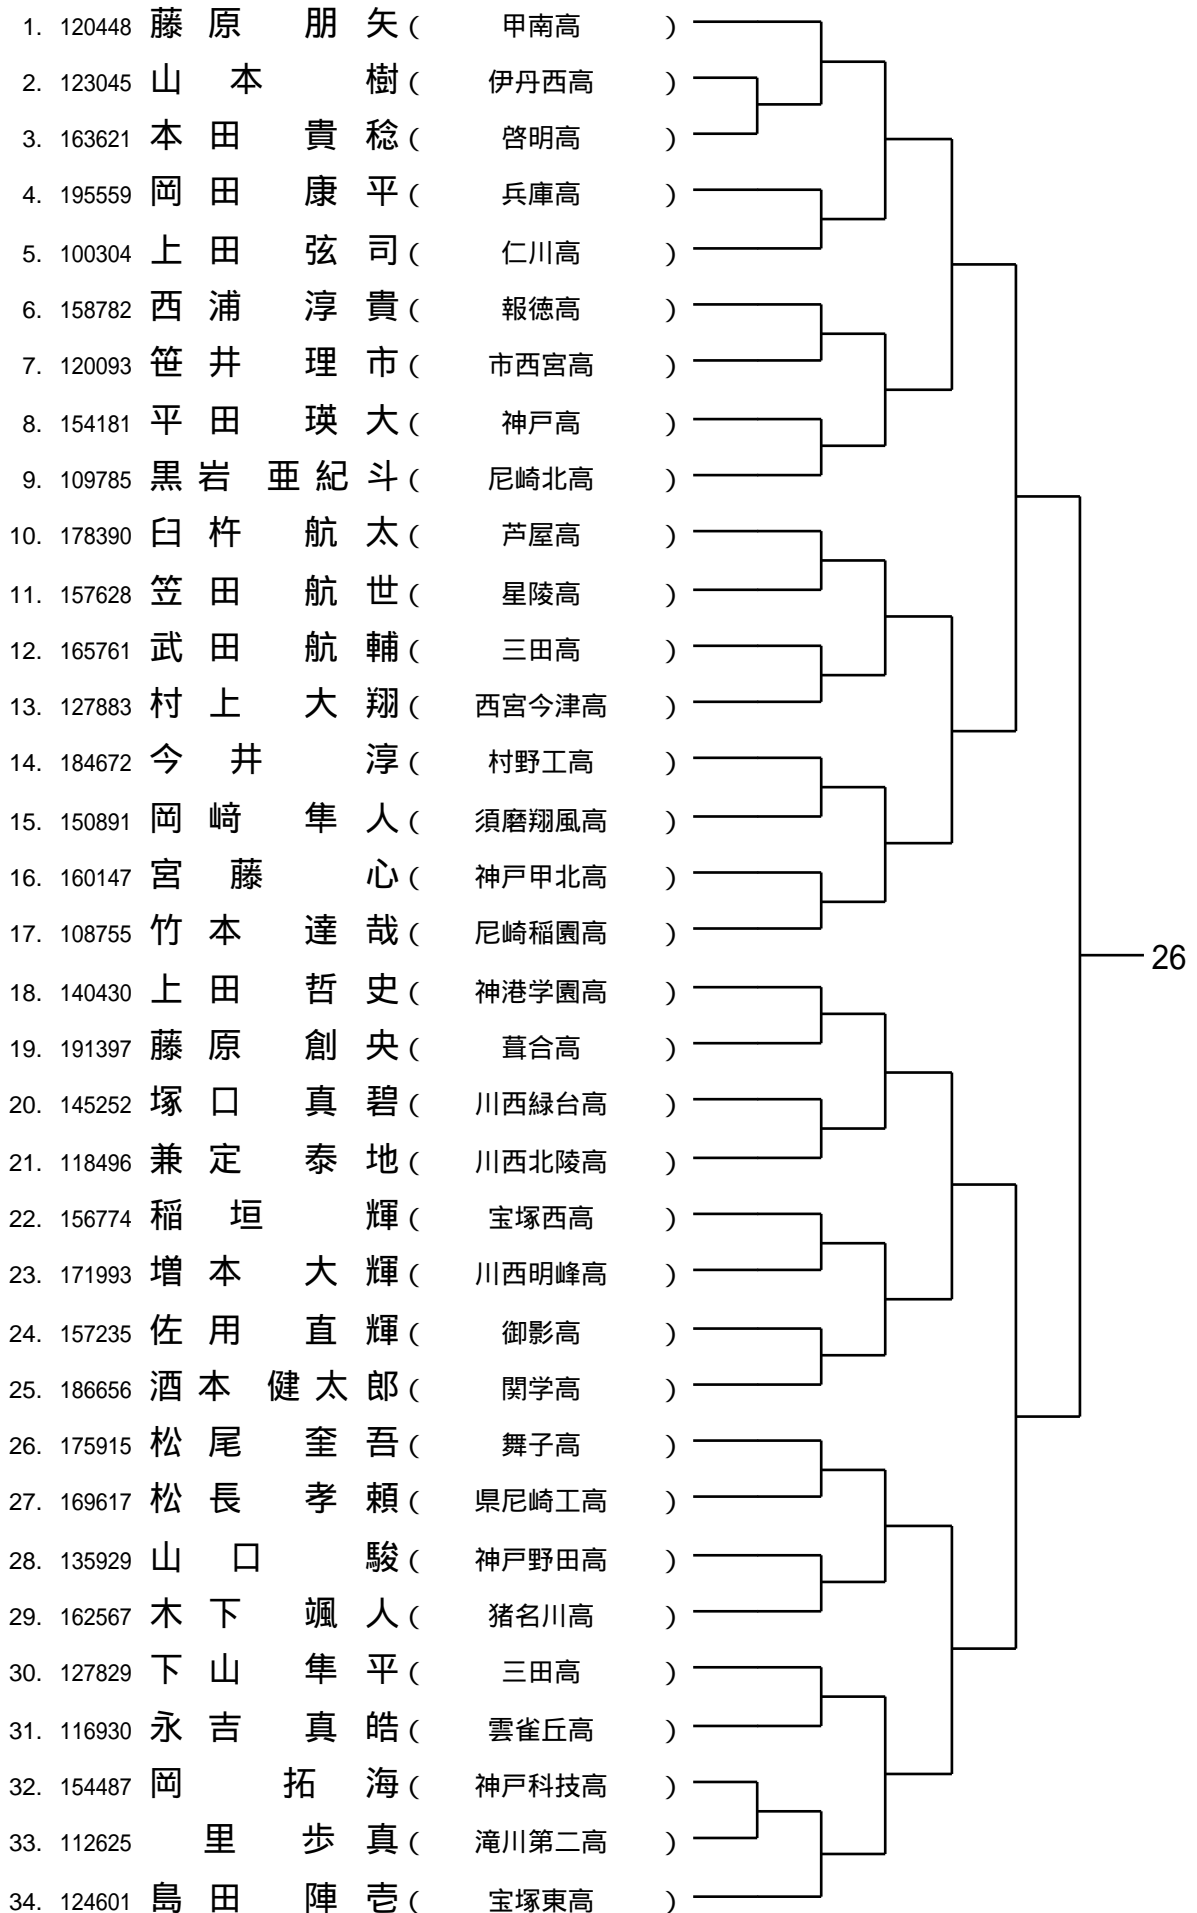 1. 120448 藤原 朋矢 ( 甲南高 )
2. 123045 山本 樹 ( 伊丹西高 )
3. 163621 本田 貴稔 ( 啓明高 )
4. 195559 岡田 康平 ( 兵庫高 )
5. 100304 上田 弦司 ( 仁川高 )
6. 158782 西浦 淳貴 ( 報徳高 )
7. 120093 笹井 理市 ( 市西宮高 )
8. 154181 平田 瑛大 ( 神戸高 )
9. 109785 黒岩 亜紀斗 ( 尼崎北高 )
10. 178390 臼杵 航太 ( 芦屋高 )
11. 157628 笠田 航世 ( 星陵高 )
12. 165761 武田 航輔 ( 三田高 )
13. 127883 村上 大翔 ( 西宮今津高 )
14. 184672 今井 淳 ( 村野工高 )
15. 150891 岡﨑 隼人 ( 須磨翔風高 )
16. 160147 宮藤 心 ( 神戸甲北高 )
17. 108755 竹本 達哉 ( 尼崎稲園高 )
26
18. 140430 上田 哲史 ( 神港学園高 )
19. 191397 藤原 創央 ( 葺合高 )
20. 145252 塚口 真碧 ( 川西緑台高 )
21. 118496 兼定 泰地 ( 川西北陵高 )
22. 156774 稲垣 輝 ( 宝塚西高 )
23. 171993 増本 大輝 ( 川西明峰高 )
24. 157235 佐用 直輝 ( 御影高 )
25. 186656 酒本 健太郎 ( 関学高 )
26. 175915 松尾 奎吾 ( 舞子高 )
27. 169617 松長 孝頼 ( 県尼崎工高 )
28. 135929 山口 駿 ( 神戸野田高 )
29. 162567 木下 颯人 ( 猪名川高 )
30. 127829 下山 隼平 ( 三田高 )
31. 116930 永吉 真皓 ( 雲雀丘高 )
32. 154487 岡 拓海 ( 神戸科技高 )
33. 112625 里 歩真 ( 滝川第二高 )
34. 124601 島田 陣壱 ( 宝塚東高 )